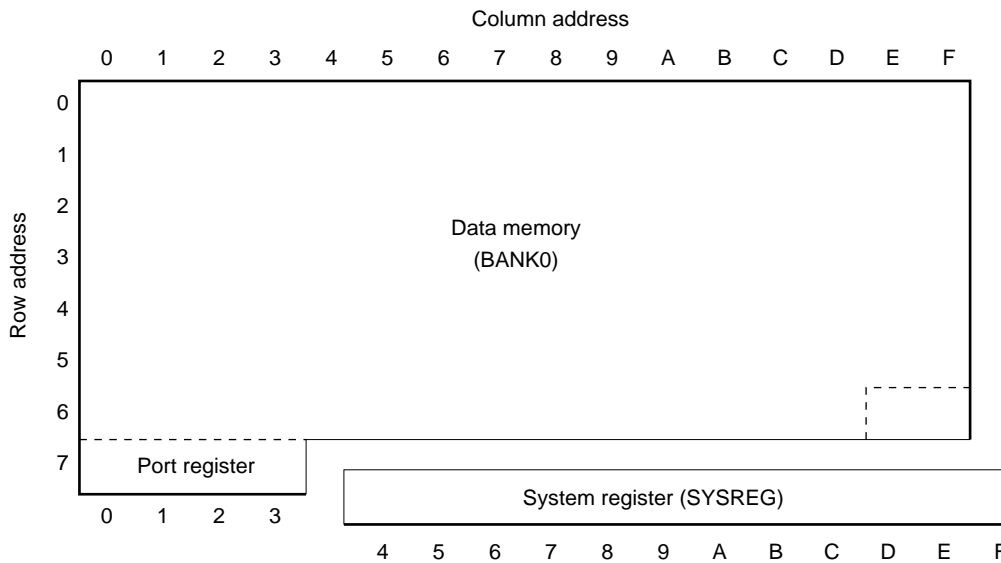 Column address
0 1 2 3 4 5 6 7 8 9 A B C D E F
Row address
0
1
2
Data memory
3
(BANK0)
4
5
6
7
Port register
System register (SYSREG)
0 1 2 3
4 5 6 7 8 9 A B C D E F